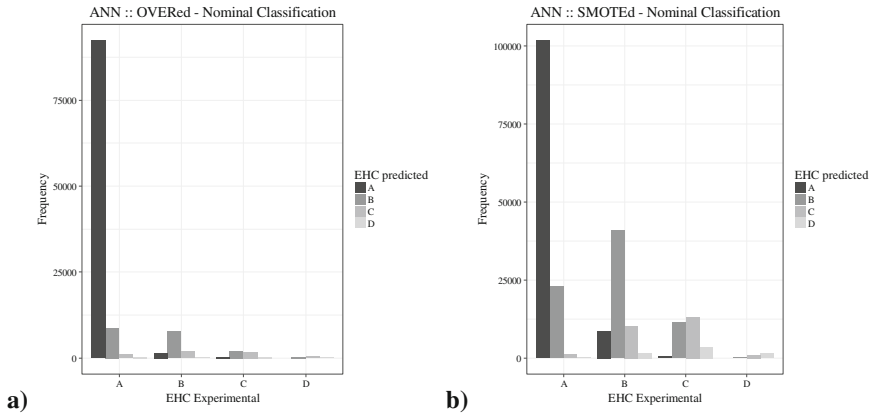 ANN :: OVERed - Nominal Classification
75000
50000
25000
0
Frequency
A
B
C
D
EHC Experimental
EHC predicted
A
B
C
D
a)
ANN :: SMOTEd - Nominal Classification
100000
75000
50000
25000
0
Frequency
A
B
C
D
EHC Experimental
EHC predicted
A
B
C
D
b)